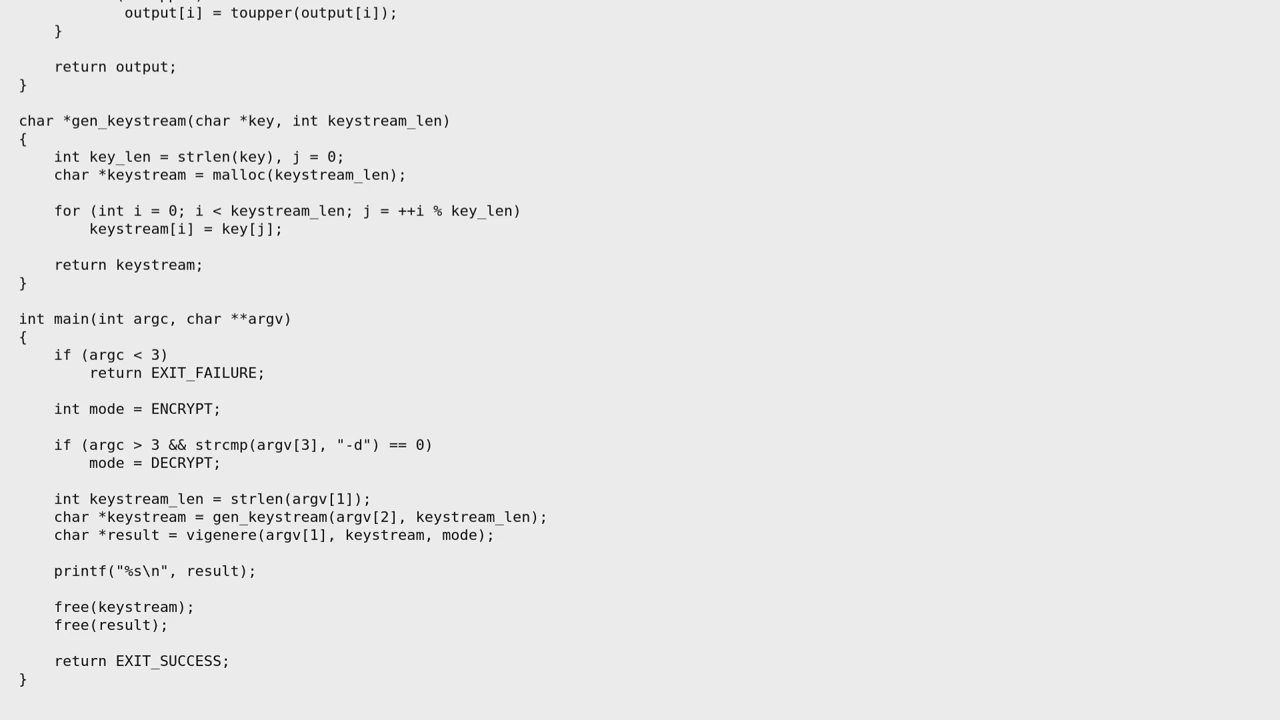 output[i] = toupper(output[i]);
}
return output;
}
char *gen_keystream(char *key, int keystream_len)
{
int key_len = strlen(key), j = 0;
char *keystream = malloc(keystream_len);
for (int i = 0; i < keystream_len; j = ++i % key_len)
keystream[i] = key[j];
return keystream;
}
int main(int argc, char **argv)
{
if (argc < 3)
return EXIT_FAILURE;
int mode = ENCRYPT;
if (argc > 3 && strcmp(argv[3], "-d") == 0)
mode = DECRYPT;
int keystream_len = strlen(argv[1]);
char *keystream = gen_keystream(argv[2], keystream_len);
char *result = vigenere(argv[1], keystream, mode);
printf("%s\n", result);
free(keystream);
free(result);
return EXIT_SUCCESS;
}